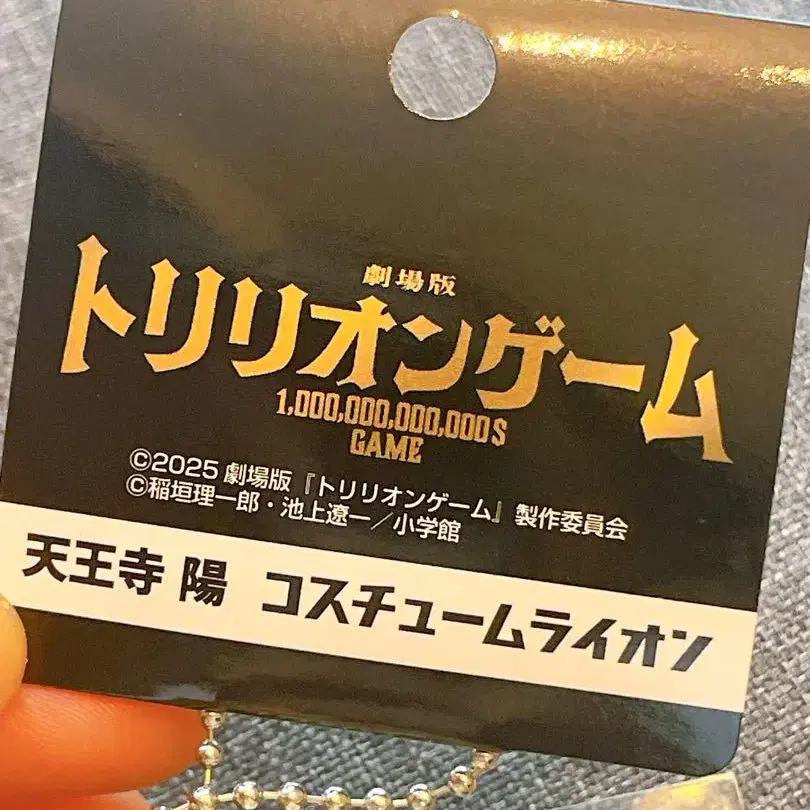 劇場版
トリリオンゲーム
1,000,000,000,000$
GAME
©2025 劇場版『トリリオンゲーム』製作委員会
©稲垣理一郎・池上遼一／小学館
天王寺 陽 コスチュームライオン